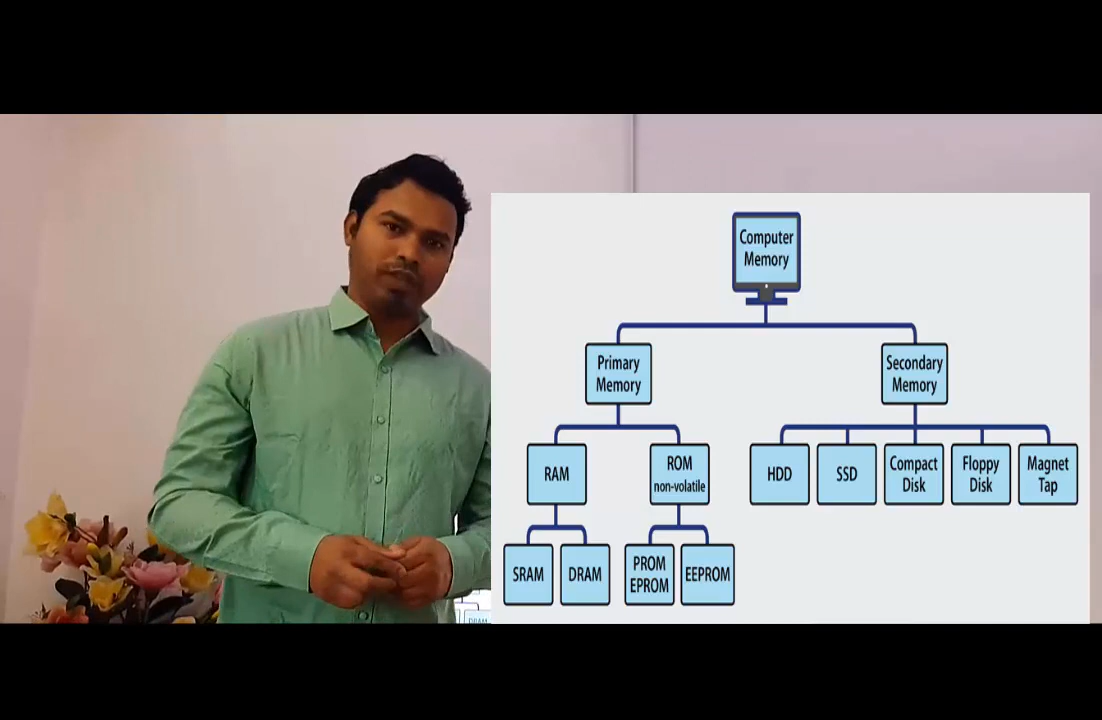 Computer
Memory
Primary
Memory
Secondary
Memory
RAM
ROM
non-volatile
HDD
SSD
Compact
Disk
Floppy
Disk
Magnet
Tap
SRAM
DRAM
PROM
EPROM
EEPROM
DRAM